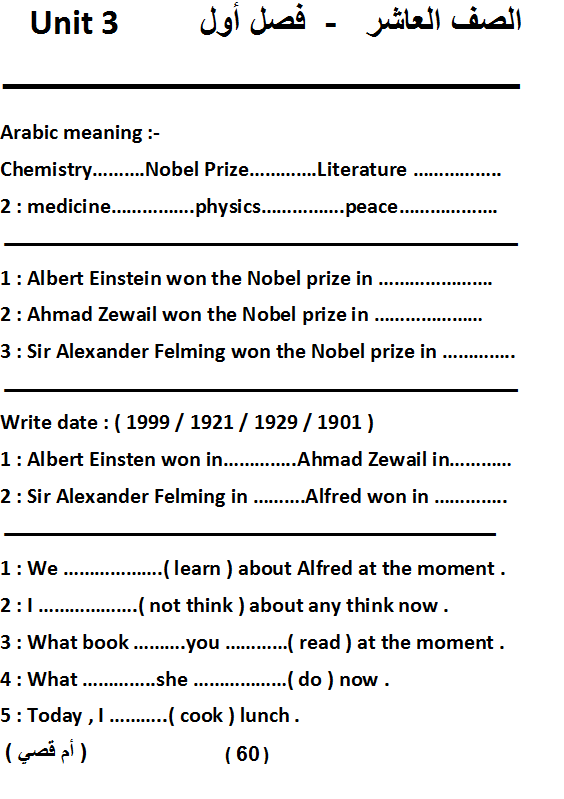 Unit 3 الصف العاشر - فصل أول
Arabic meaning :-
Chemistry..........Nobel Prize.............Literature .................
2 : medicine................physics................peace...................
1 : Albert Einstein won the Nobel prize in ......................
2 : Ahmad Zewail won the Nobel prize in .....................
3 : Sir Alexander Felming won the Nobel prize in ..............
Write date : ( 1999 / 1921 / 1929 / 1901 )
1 : Albert Einsten won in..............Ahmad Zewail in............
2 : Sir Alexander Felming in ..........Alfred won in ..............
1 : We ...................( learn ) about Alfred at the moment .
2 : I ...................( not think ) about any think now .
3 : What book ..........you ............( read ) at the moment .
4 : What ..............she ..................( do ) now .
5 : Today , I ...........( cook ) lunch .
( أم قصي ) ( 60 )